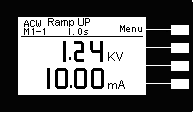 ACW Ramp UP
M1-1 1.0s Menu
1.24 KV
10.00 mA